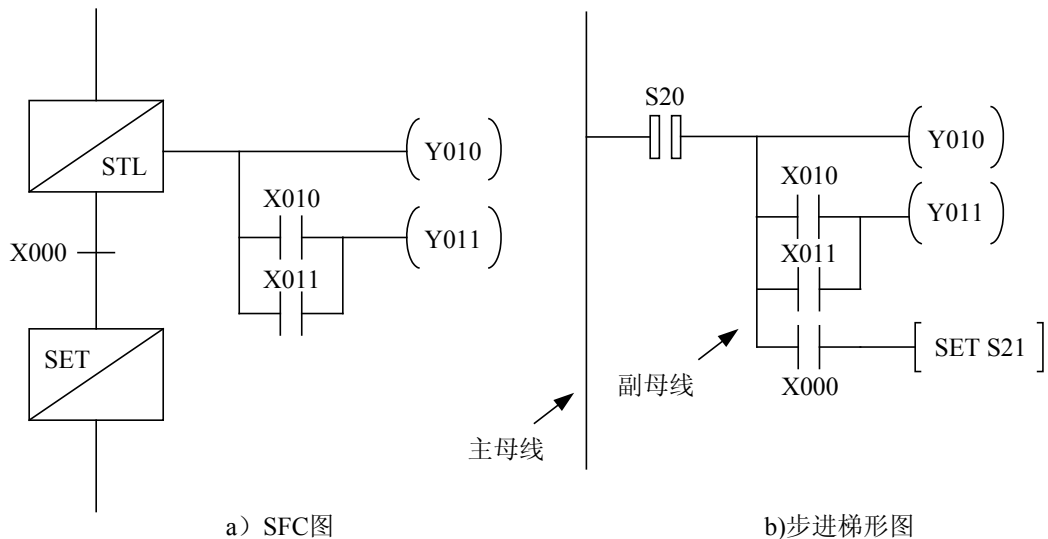 STL
Y010
X010
Y011
X011
X000
SET
a）SFC图
S20
Y010
X010
Y011
X011
SET S21
X000
副母线
主母线
b)步进梯形图